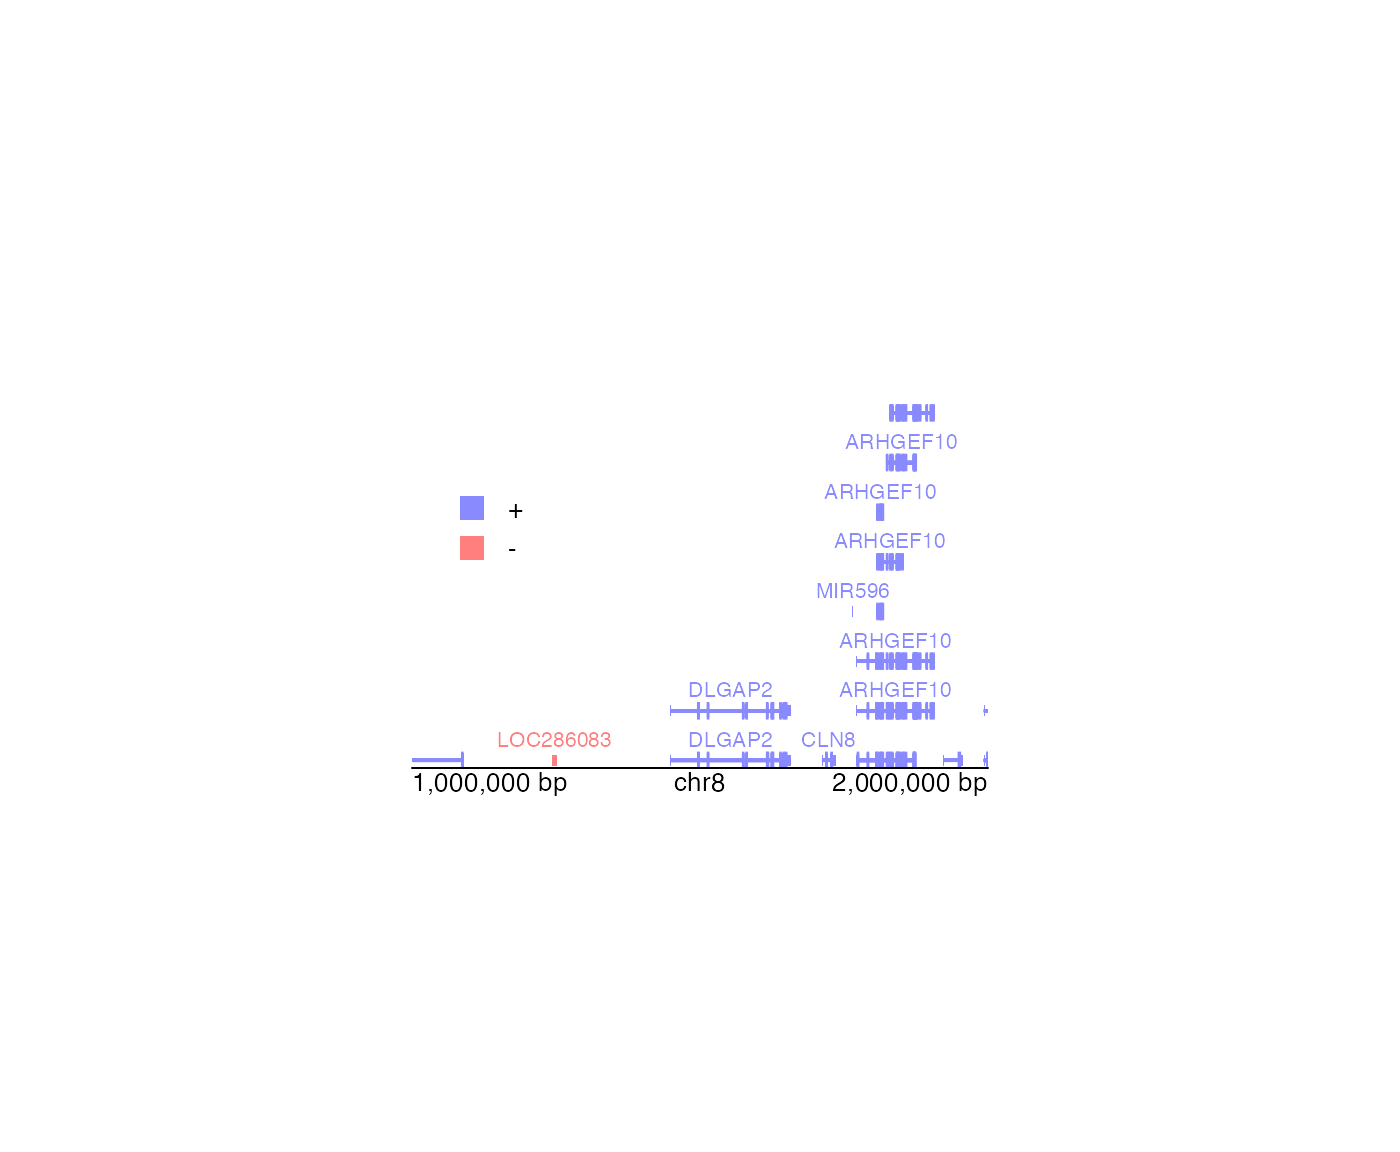 ARHGEF10
ARHGEF10
+
ARHGEF10
-
MIR596
ARHGEF10
DLGAP2 ARHGEF10
LOC286083 DLGAP2 CLN8
1,000,000 bp chr8 2,000,000 bp